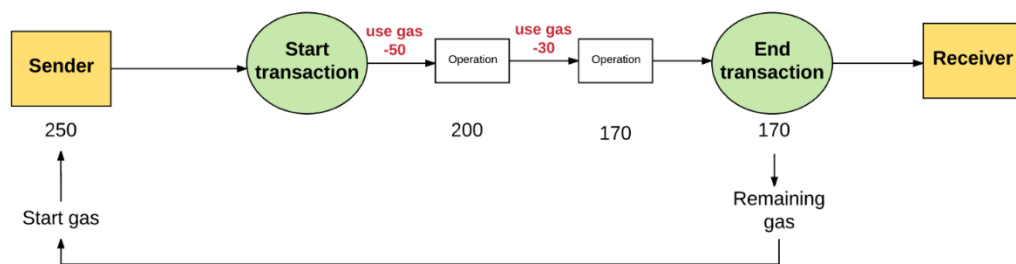 Sender
Start
transaction
use gas
-50
Operation
use gas
-30
Operation
End
transaction
Receiver
250
200
170
170
Start gas
Remaining
gas